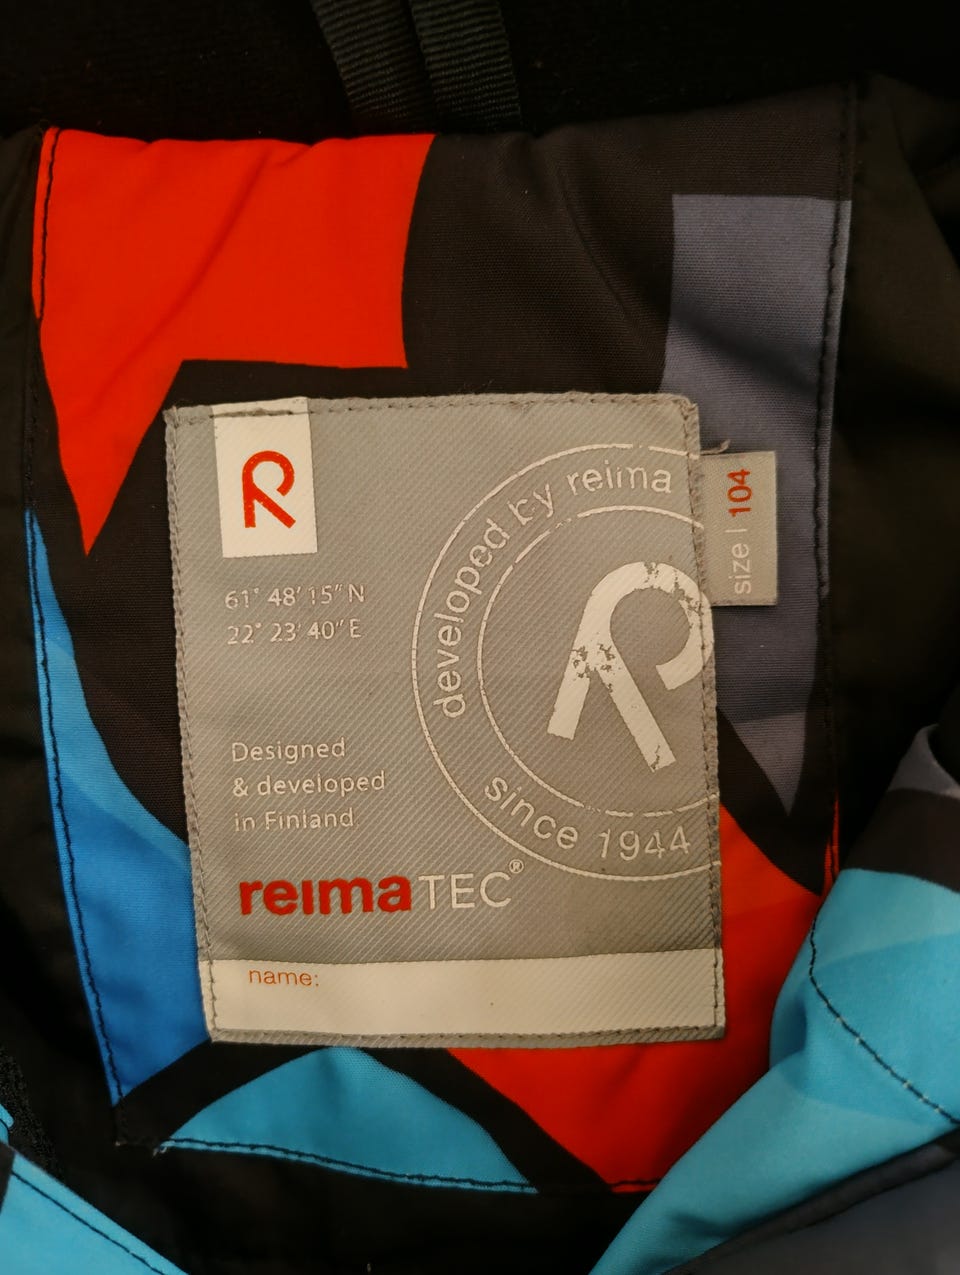 R
61° 48' 15" N
22° 23' 40" E
developed by reima
since 1944
size | 104
Designed
& developed
in Finland
reimaTEC®
name: